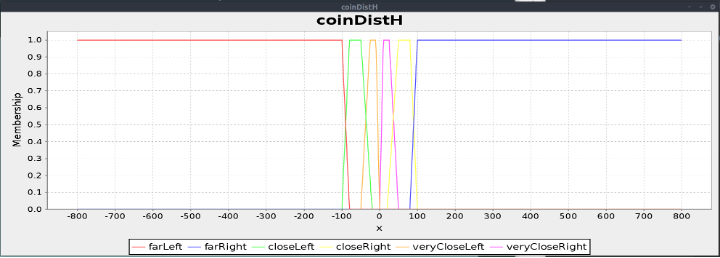 coinDistH
coinDistH
1.0
0.9
0.8
0.7
0.6
0.5
0.4
0.3
0.2
0.1
0.0
Membership
-800 -700 -600 -500 -400 -300 -200 -100 0 100 200 300 400 500 600 700 800
x
farLeft farRight closeLeft closeRight veryCloseLeft veryCloseRight